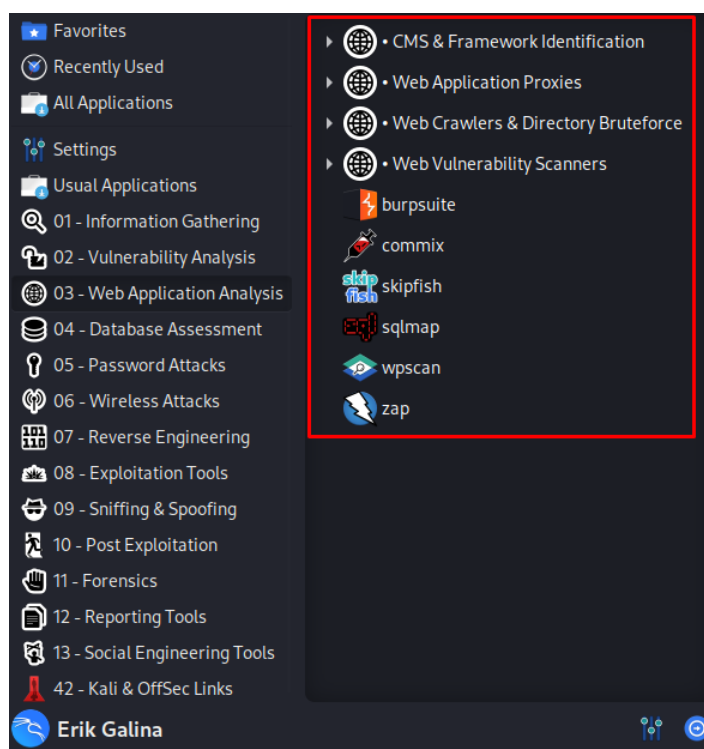 Favorites
Recently Used
All Applications
Settings
Usual Applications
01 - Information Gathering
02 - Vulnerability Analysis
03 - Web Application Analysis
04 - Database Assessment
05 - Password Attacks
06 - Wireless Attacks
07 - Reverse Engineering
08 - Exploitation Tools
09 - Sniffing & Spoofing
10 - Post Exploitation
11 - Forensics
12 - Reporting Tools
13 - Social Engineering Tools
42 - Kali & OffSec Links
• CMS & Framework Identification
• Web Application Proxies
• Web Crawlers & Directory Bruteforce
• Web Vulnerability Scanners
burpsuite
commix
skip fish skipfish
sql sqlmap
wpscan
zap
Erik Galina